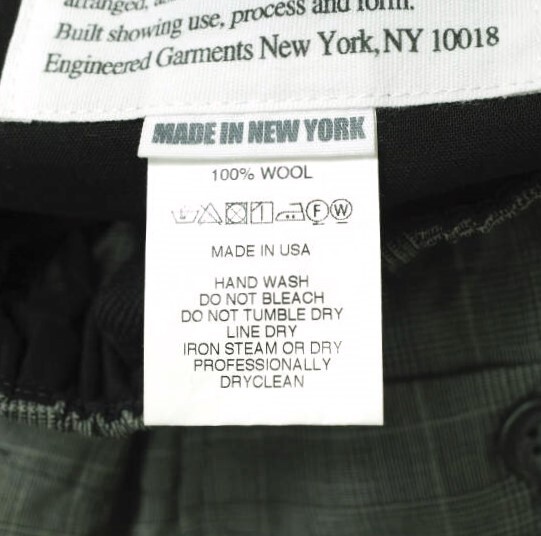 arranged,
Built showing use, process and form.
Engineered Garments New York, NY 10018
MADE IN NEW YORK
100% WOOL
F W
MADE IN USA
HAND WASH
DO NOT BLEACH
DO NOT TUMBLE DRY
LINE DRY
IRON STEAM OR DRY
PROFESSIONALLY
DRYCLEAN